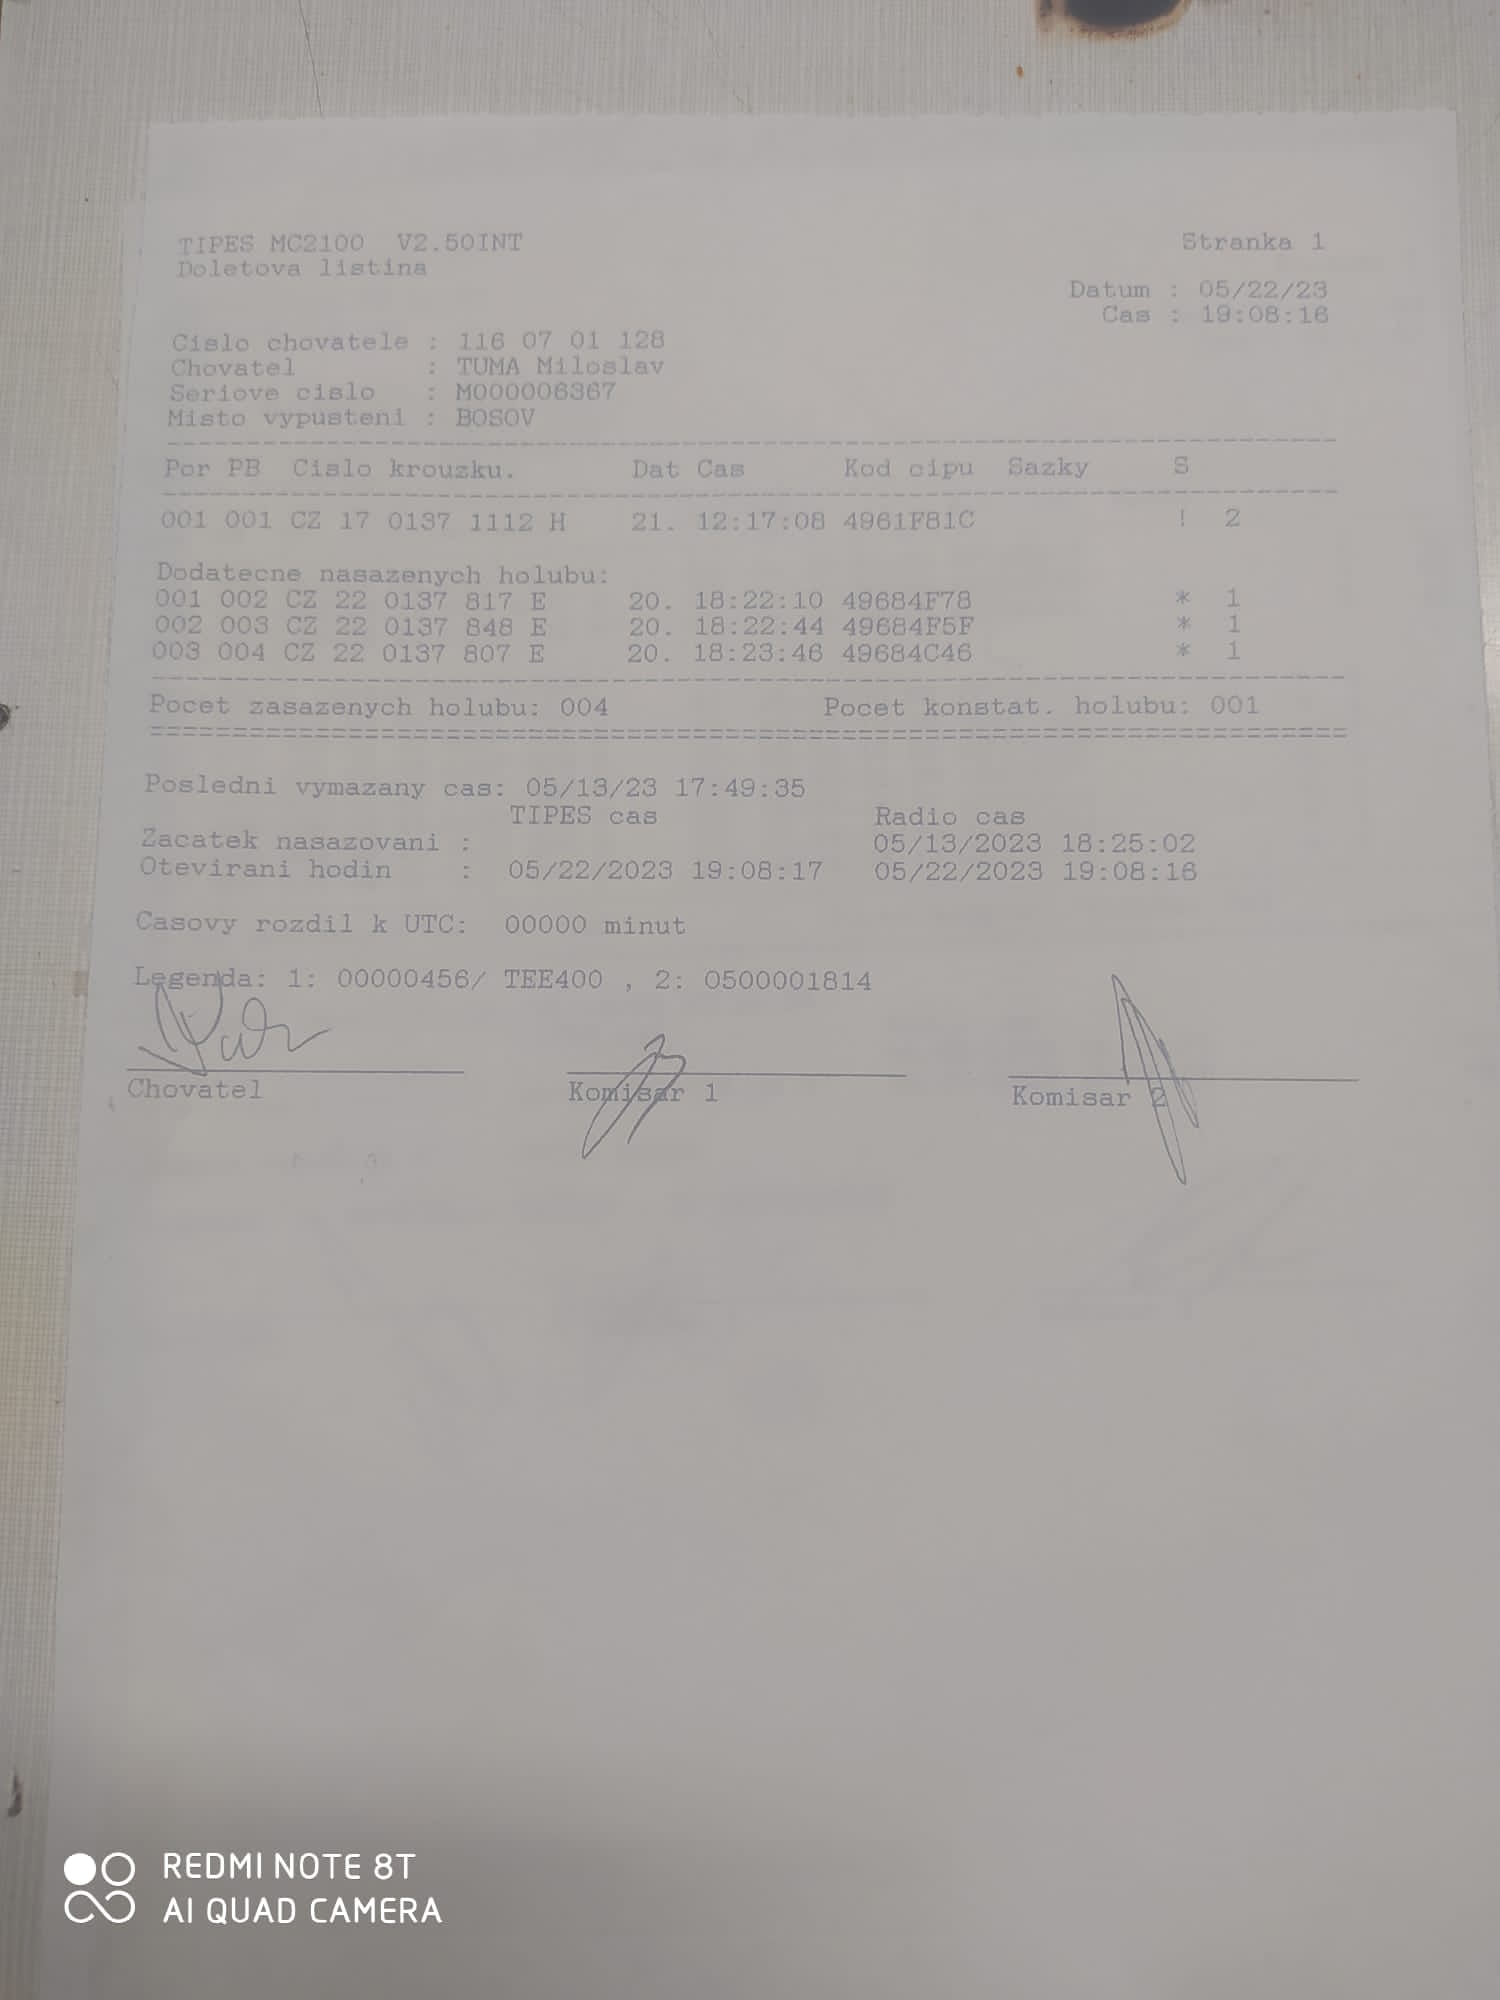 TIPES MC2100 V2.50INT Stranka 1
Doletova listina
Datum : 05/22/23
Cas : 19:08:16
Cislo chovatele : 116 07 01 128
Chovatel : TUMA Miloslav
Seriove cislo : M000006367
Misto vypusteni : BOSOV
Por PB Cislo krouzku. Dat Cas Kod cipu Sazky S
001 001 CZ 17 0137 1112 H 21. 12:17:08 4961F81C ! 2
Dodatecne nasazenych holubu:
001 002 CZ 22 0137 817 E 20. 18:22:10 49684F78 * 1
002 003 CZ 22 0137 848 E 20. 18:22:44 49684F5F * 1
003 004 CZ 22 0137 807 E 20. 18:23:46 49684C46 * 1
Pocet zasazenych holubu: 004 Pocet konstat. holubu: 001
Posledni vymazany cas: 05/13/23 17:49:35
TIPES cas Radio cas
Zacatek nasazovani : 05/13/2023 18:25:02
Otevirani hodin : 05/22/2023 19:08:17 05/22/2023 19:08:16
Casovy rozdil k UTC: 00000 minut
Legenda: 1: 00000456/ TEE400 , 2: 0500001814
Chovatel Komisar 1 Komisar 2
REDMI NOTE 8T
AI QUAD CAMERA